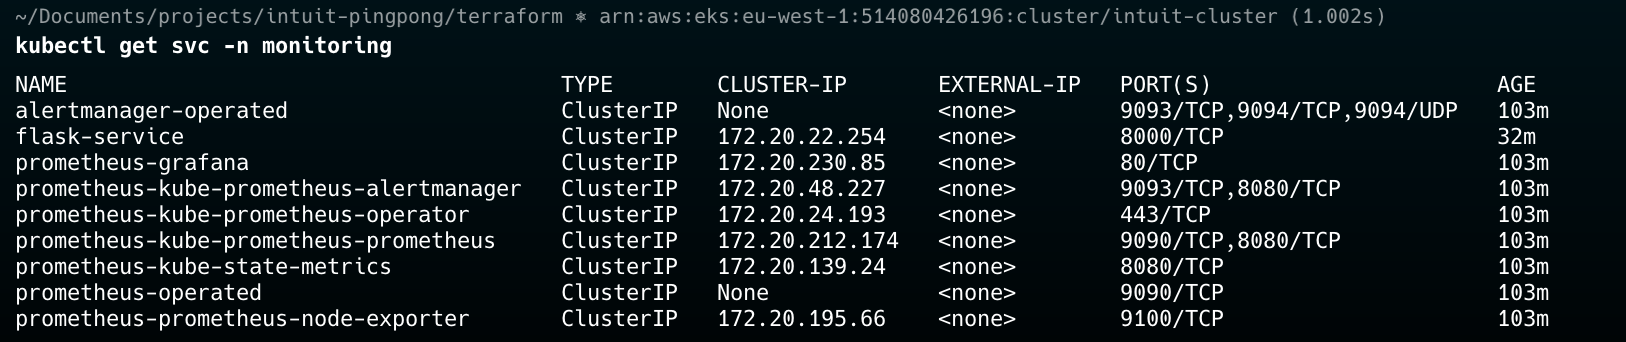 ~/Documents/projects/intuit-pingpong/terraform ⎈ arn:aws:eks:eu-west-1:514080426196:cluster/intuit-cluster (1.002s)
kubectl get svc -n monitoring
NAME TYPE CLUSTER-IP EXTERNAL-IP PORT(S) AGE
alertmanager-operated ClusterIP None <none> 9093/TCP,9094/TCP,9094/UDP 103m
flask-service ClusterIP 172.20.22.254 <none> 8000/TCP 32m
prometheus-grafana ClusterIP 172.20.230.85 <none> 80/TCP 103m
prometheus-kube-prometheus-alertmanager ClusterIP 172.20.48.227 <none> 9093/TCP,8080/TCP 103m
prometheus-kube-prometheus-operator ClusterIP 172.20.24.193 <none> 443/TCP 103m
prometheus-kube-prometheus-prometheus ClusterIP 172.20.212.174 <none> 9090/TCP,8080/TCP 103m
prometheus-kube-state-metrics ClusterIP 172.20.139.24 <none> 8080/TCP 103m
prometheus-operated ClusterIP None <none> 9090/TCP 103m
prometheus-prometheus-node-exporter ClusterIP 172.20.195.66 <none> 9100/TCP 103m